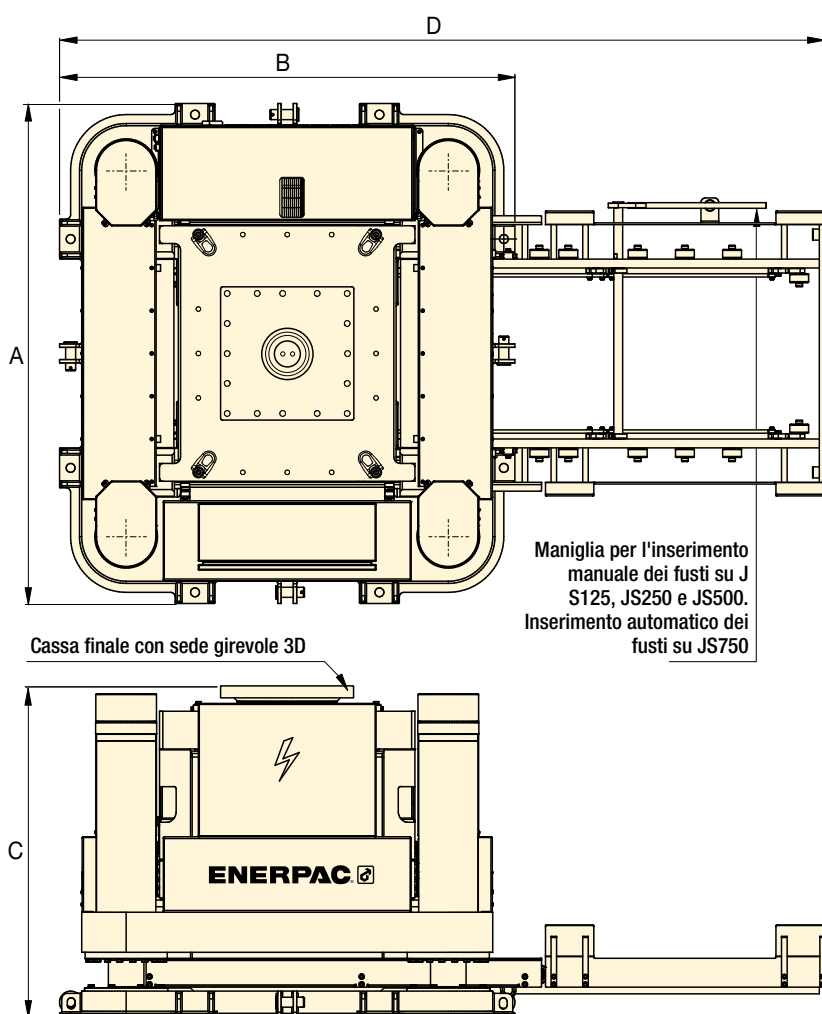 D
B
A
Maniglia per l'inserimento
manuale dei fusti su J
S125, JS250 e JS500.
Inserimento automatico dei
fusti su JS750
Cassa finale con sede girevole 3D
C
ENERPAC